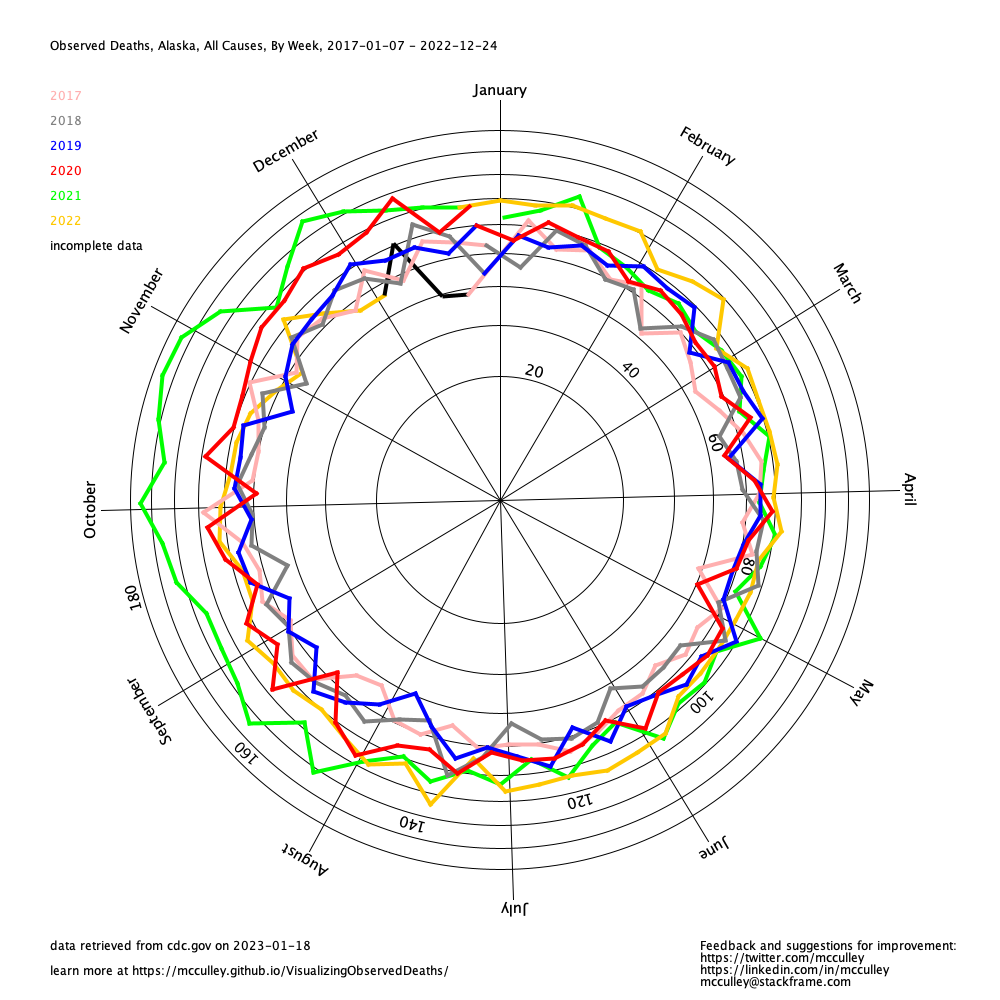 Observed Deaths, Alaska, All Causes, By Week, 2017-01-07 - 2022-12-24
2017
2018
2019
2020
2021
2022
incomplete data
January
February
March
April
May
June
July
August
September
October
November
December
20
40
60
80
100
120
140
160
180
data retrieved from cdc.gov on 2023-01-18
learn more at https://mcculley.github.io/VisualizingObservedDeaths/
Feedback and suggestions for improvement:
https://twitter.com/mcculley
https://linkedin.com/in/mcculley
mcculley@stackframe.com